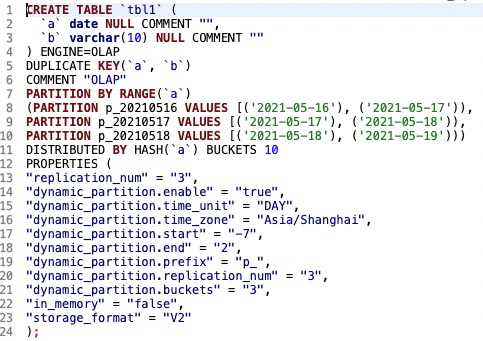 1 CREATE TABLE `tbl1` (
2 `a` date NULL COMMENT "",
3 `b` varchar(10) NULL COMMENT ""
4 ) ENGINE=OLAP
5 DUPLICATE KEY(`a`, `b`)
6 COMMENT "OLAP"
7 PARTITION BY RANGE(`a`)
8 (PARTITION p_20210516 VALUES [('2021-05-16'), ('2021-05-17')),
9 PARTITION p_20210517 VALUES [('2021-05-17'), ('2021-05-18')),
10 PARTITION p_20210518 VALUES [('2021-05-18'), ('2021-05-19')))
11 DISTRIBUTED BY HASH(`a`) BUCKETS 10
12 PROPERTIES (
13 "replication_num" = "3",
14 "dynamic_partition.enable" = "true",
15 "dynamic_partition.time_unit" = "DAY",
16 "dynamic_partition.time_zone" = "Asia/Shanghai",
17 "dynamic_partition.start" = "-7",
18 "dynamic_partition.end" = "2",
19 "dynamic_partition.prefix" = "p_",
20 "dynamic_partition.replication_num" = "3",
21 "dynamic_partition.buckets" = "3",
22 "in_memory" = "false",
23 "storage_format" = "V2"
24 );